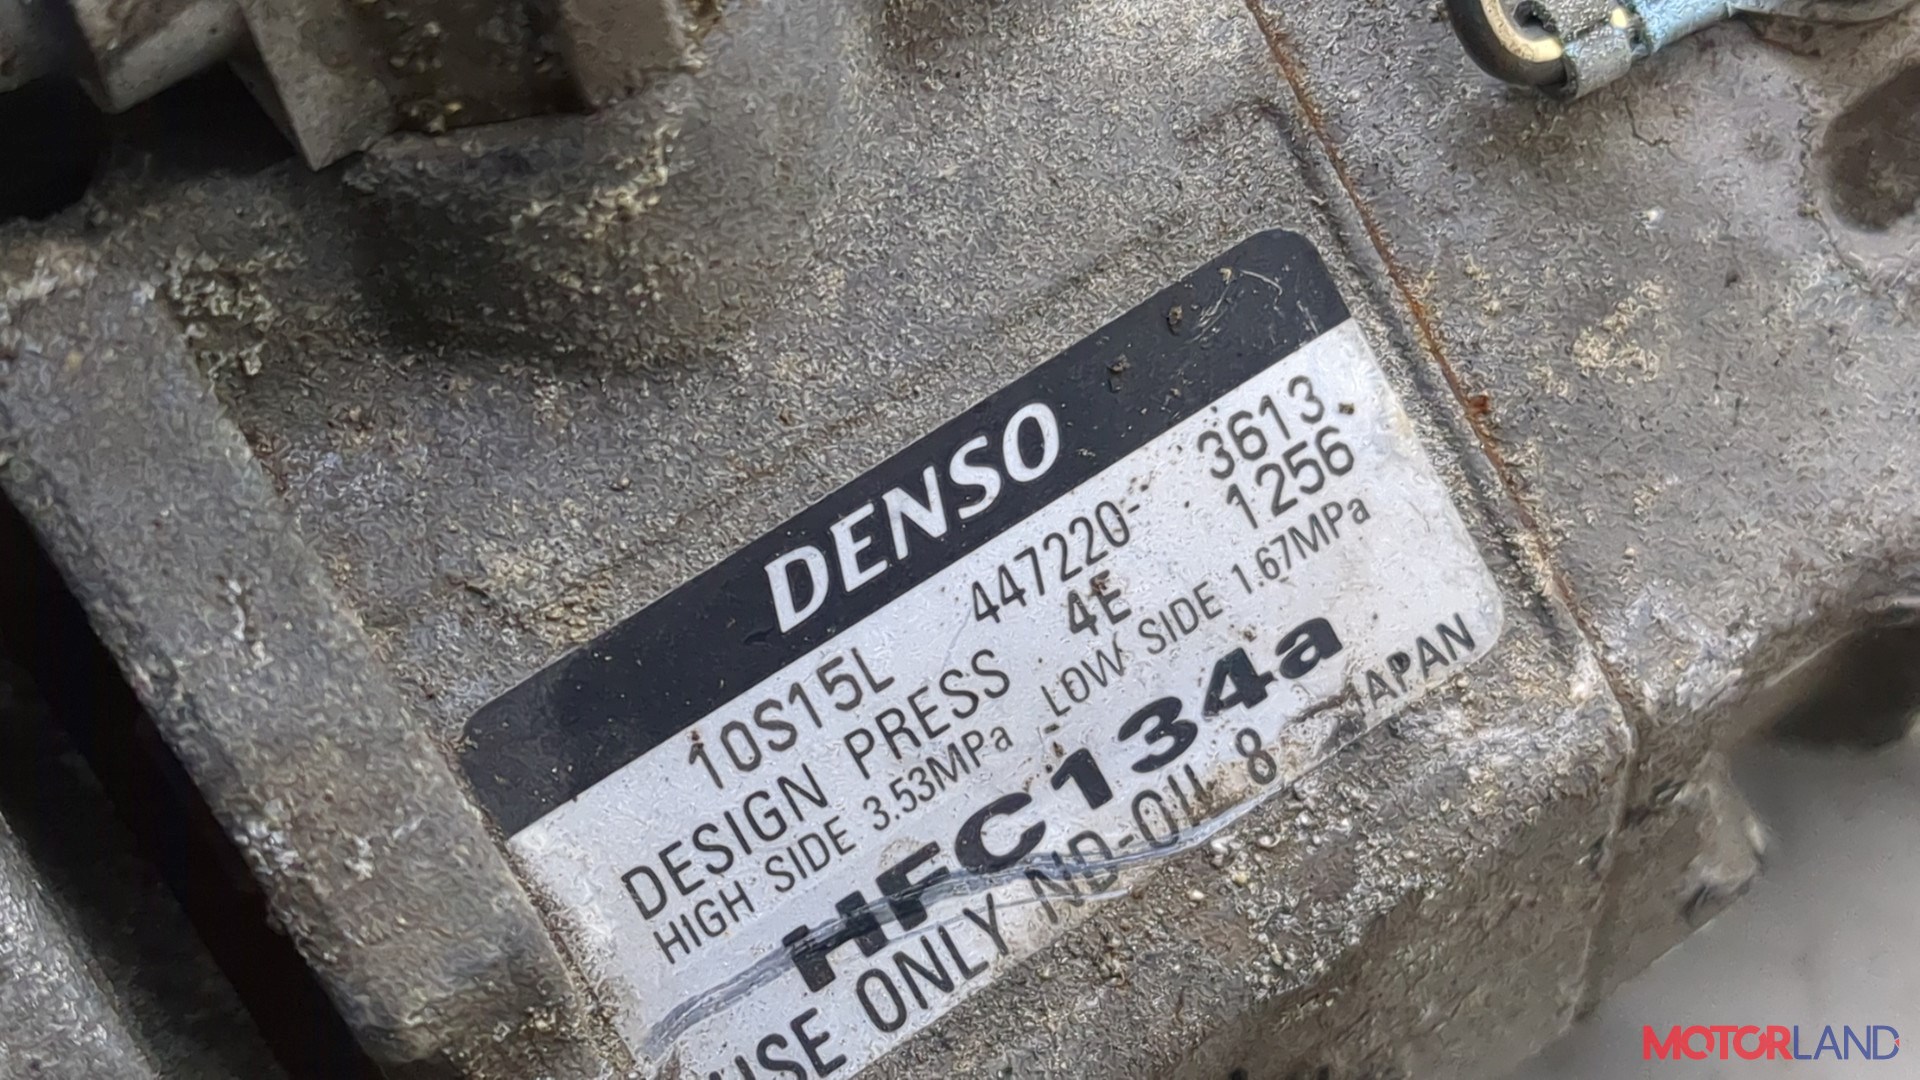 DENSO
10S15L 447220- 3613
DESIGN PRESS 4E 1256
HIGH SIDE 3.53MPa LOW SIDE 1.67MPa
HFC134a
USE ONLY ND-OIL 8 JAPAN
MOTORLAND